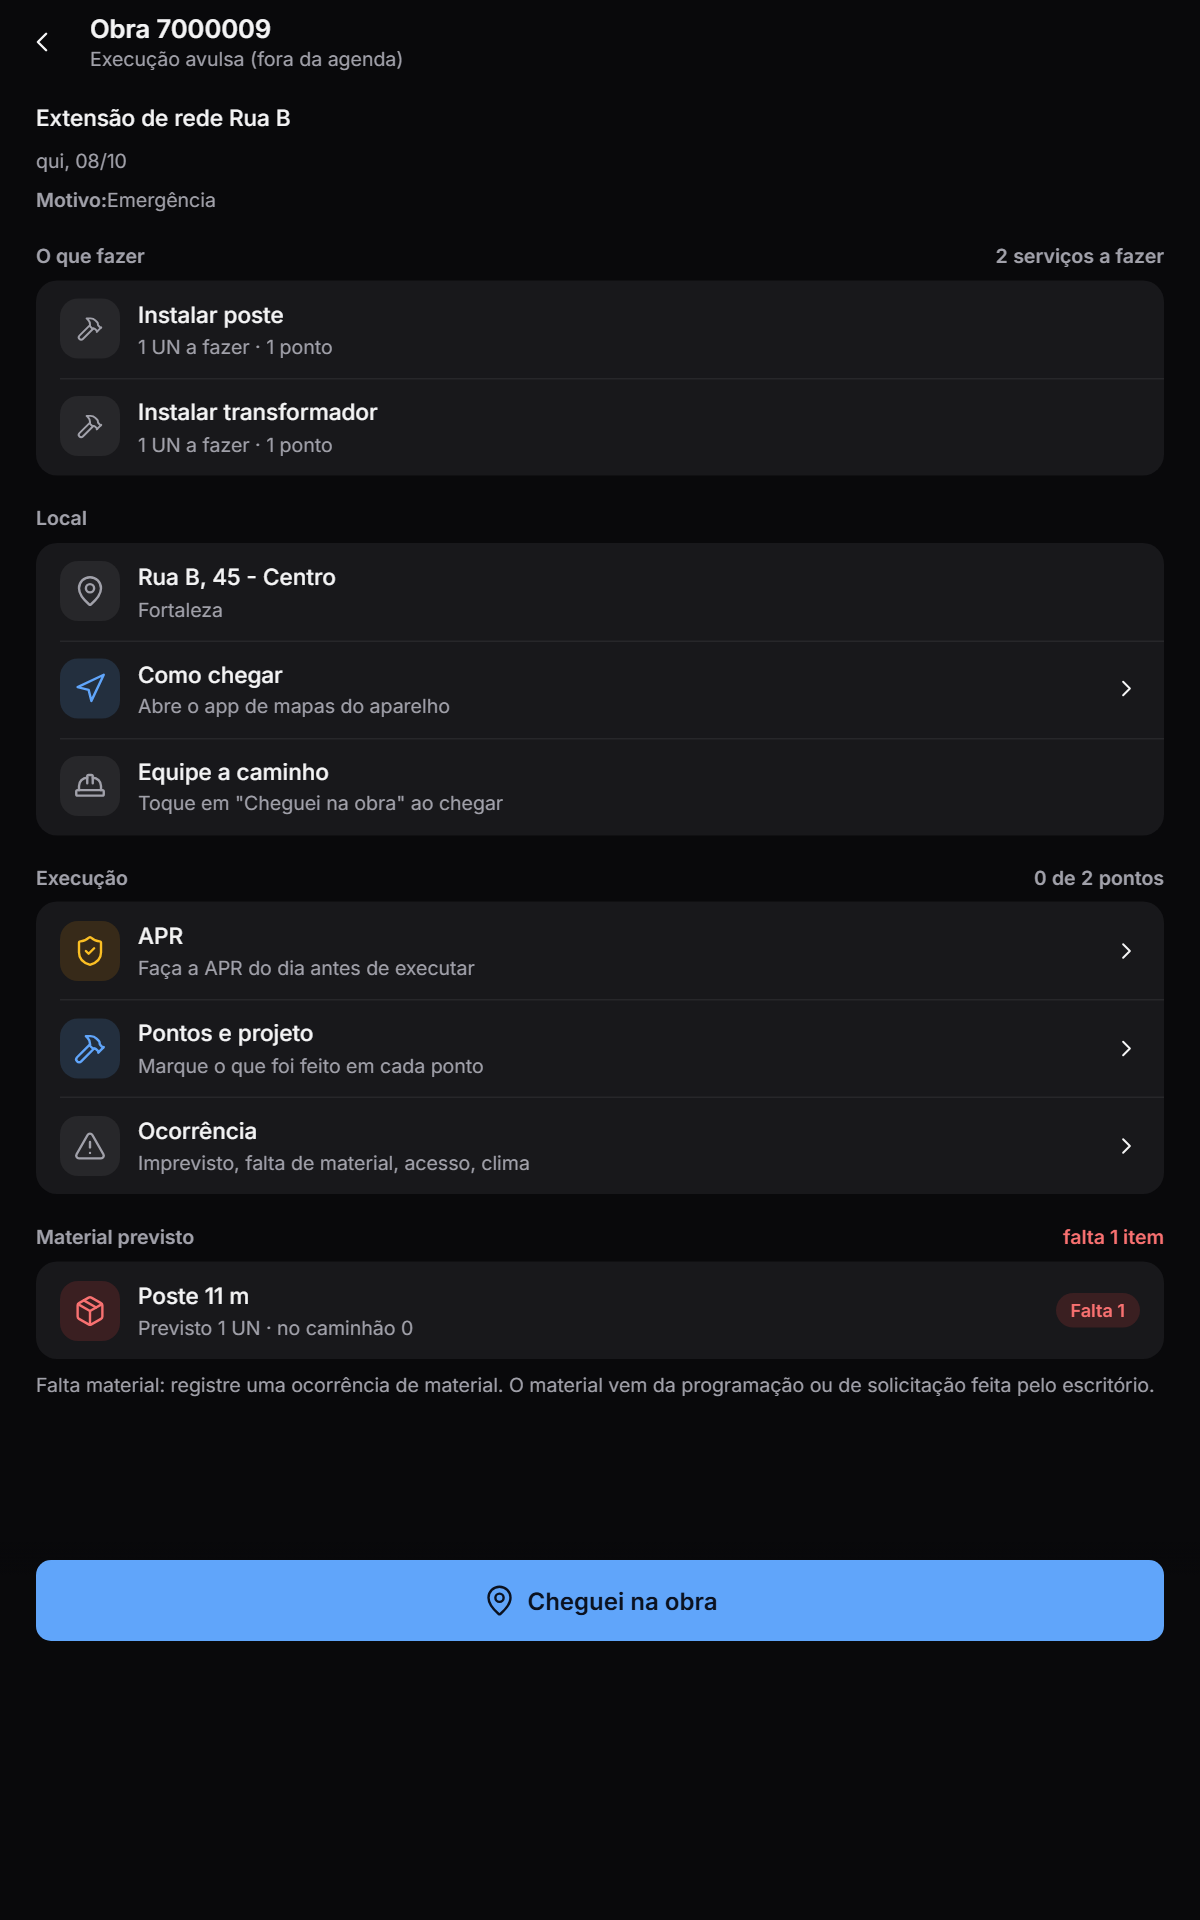 Obra 7000009
Execução avulsa (fora da agenda)
Extensão de rede Rua B
qui, 08/10
Motivo:Emergência
O que fazer
2 serviços a fazer
Instalar poste
1 UN a fazer · 1 ponto
Instalar transformador
1 UN a fazer · 1 ponto
Local
Rua B, 45 - Centro
Fortaleza
Como chegar
Abre o app de mapas do aparelho
Equipe a caminho
Toque em "Cheguei na obra" ao chegar
Execução
0 de 2 pontos
APR
Faça a APR do dia antes de executar
Pontos e projeto
Marque o que foi feito em cada ponto
Ocorrência
Imprevisto, falta de material, acesso, clima
Material previsto
falta 1 item
Poste 11 m
Previsto 1 UN · no caminhão 0
Falta 1
Falta material: registre uma ocorrência de material. O material vem da programação ou de solicitação feita pelo escritório.
Cheguei na obra